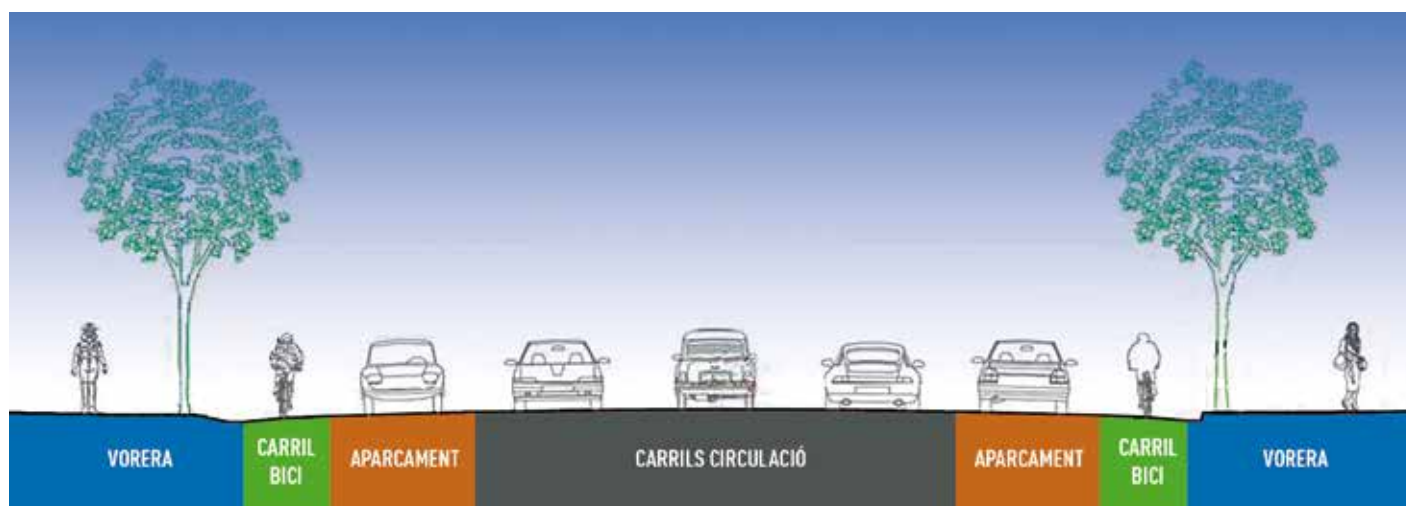 VORERA
CARRIL
BICI
APARCAMENT
CARRILS CIRCULACIÓ
APARCAMENT
CARRIL
BICI
VORERA